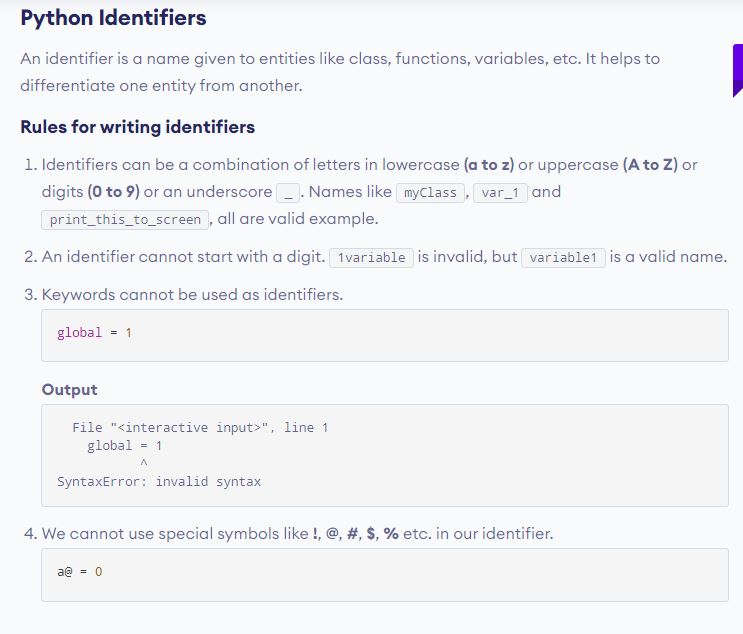 Python Identifiers
An identifier is a name given to entities like class, functions, variables, etc. It helps to
differentiate one entity from another.
Rules for writing identifiers
1. Identifiers can be a combination of letters in lowercase (a to z) or uppercase (A to Z) or
digits (0 to 9) or an underscore _. Names like myClass, var_1 and
print_this_to_screen, all are valid example.
2. An identifier cannot start with a digit. 1variable is invalid, but variable1 is a valid name.
3. Keywords cannot be used as identifiers.
global = 1
Output
File "<interactive input>", line 1
global = 1
^
SyntaxError: invalid syntax
4. We cannot use special symbols like !, @, #, $, % etc. in our identifier.
a@ = 0